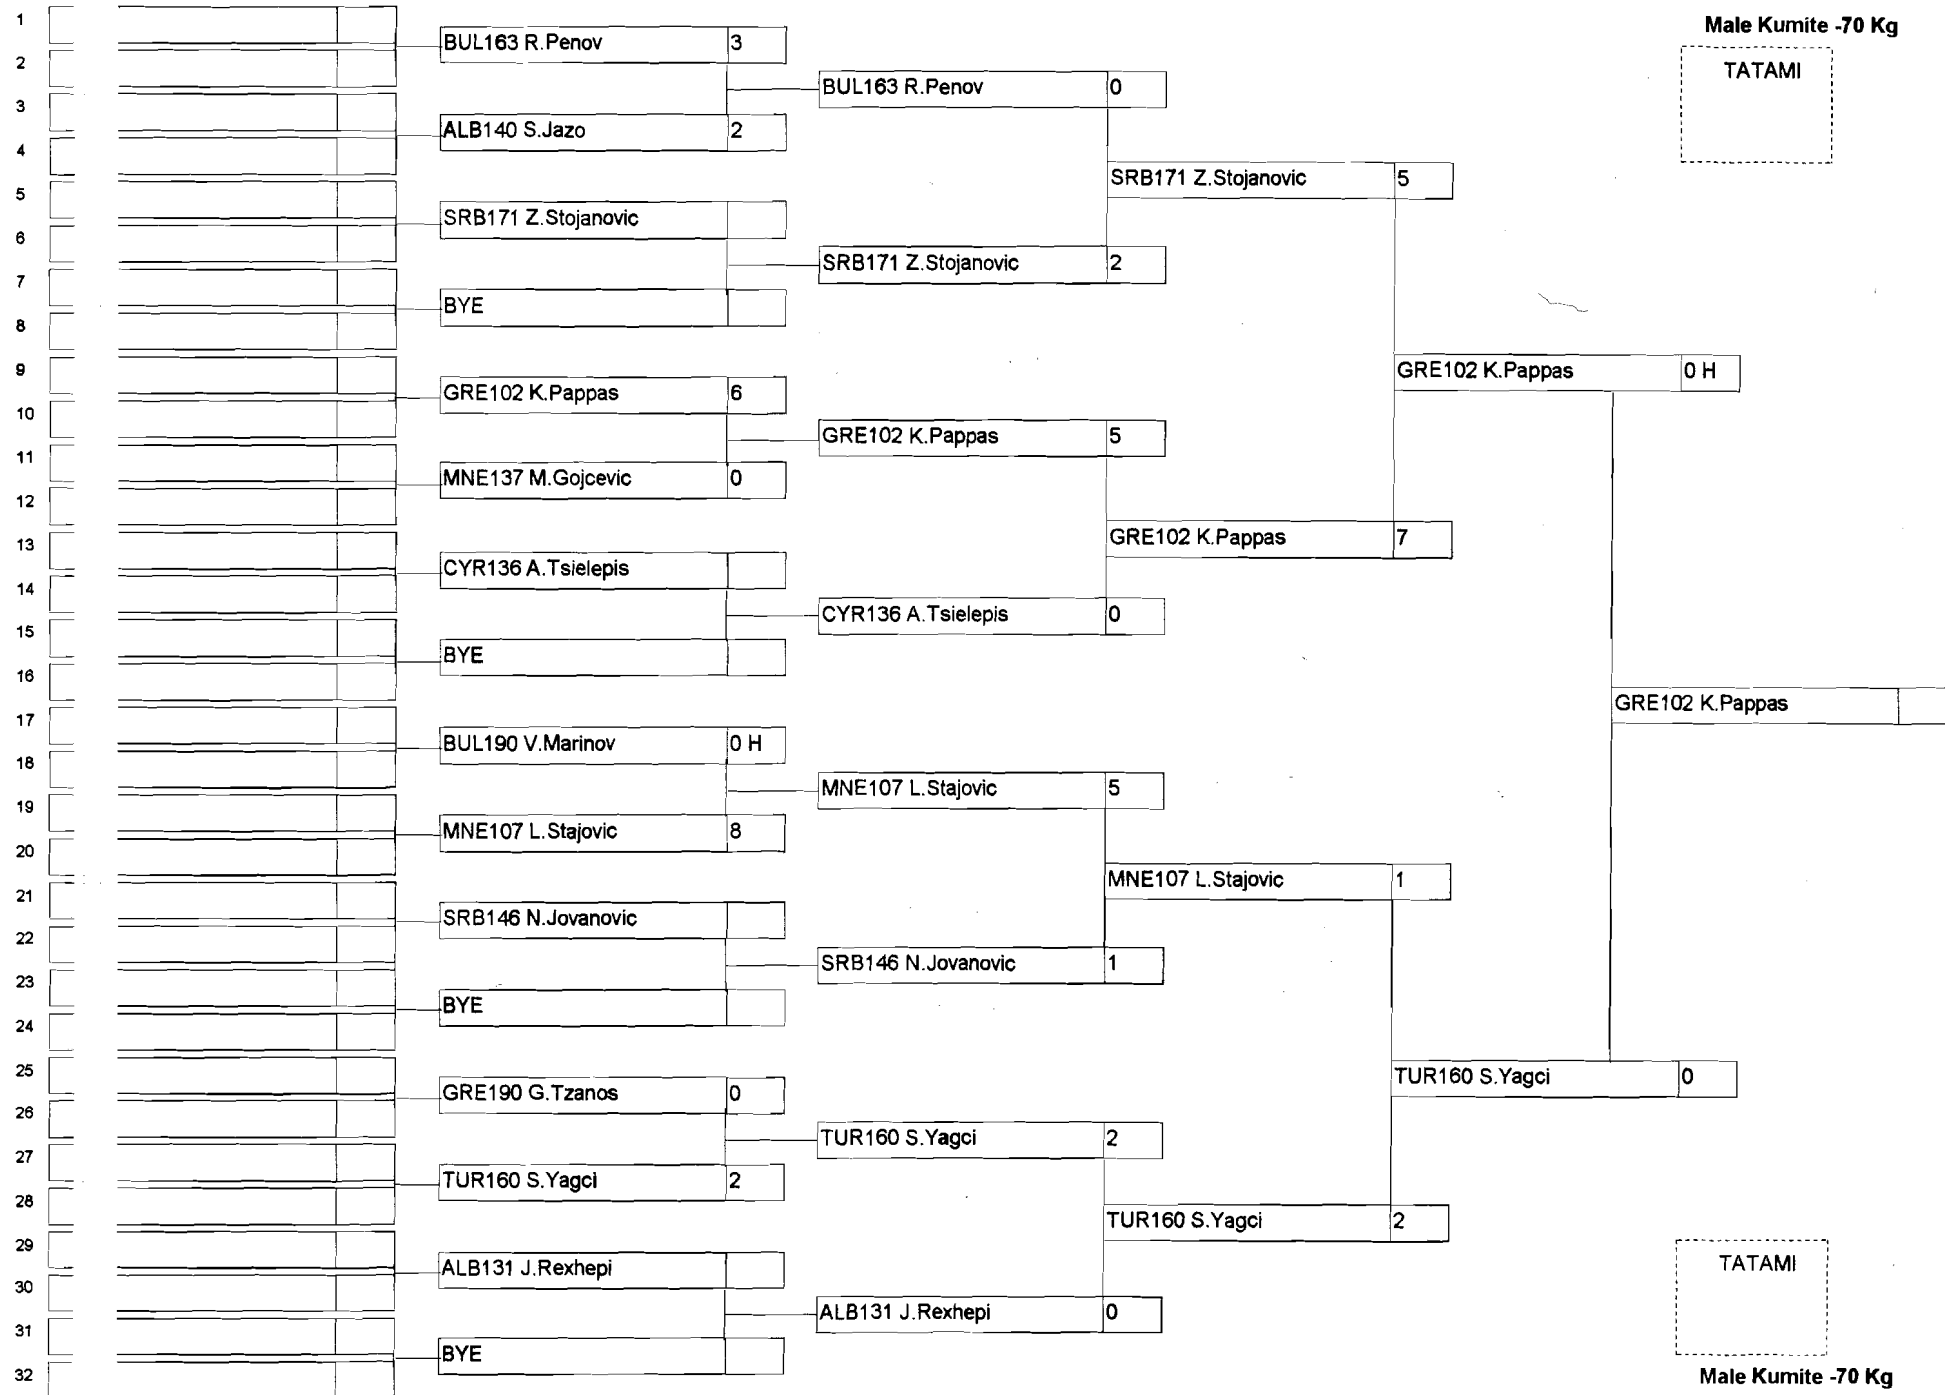 Male Kumite -70 Kg
TATAMI
1
2
3
4
5
6
7
8
9
10
11
12
13
14
15
16
17
18
19
20
21
22
23
24
25
26
27
28
29
30
31
32
BUL163 R.Penov 3
ALB140 S.Jazo 2
SRB171 Z.Stojanovic
BYE
GRE102 K.Pappas 6
MNE137 M.Gojcevic 0
CYR136 A.Tsielepis
BYE
BUL190 V.Marinov 0 H
MNE107 L.Stajovic 8
SRB146 N.Jovanovic
BYE
GRE190 G.Tzanos 0
TUR160 S.Yagci 2
ALB131 J.Rexhepi
BYE
BUL163 R.Penov 0
SRB171 Z.Stojanovic 2
GRE102 K.Pappas 5
CYR136 A.Tsielepis 0
MNE107 L.Stajovic 5
SRB146 N.Jovanovic 1
TUR160 S.Yagci 2
ALB131 J.Rexhepi 0
SRB171 Z.Stojanovic 5
GRE102 K.Pappas 7
MNE107 L.Stajovic 1
TUR160 S.Yagci 2
GRE102 K.Pappas 0 H
TUR160 S.Yagci 0
GRE102 K.Pappas
TATAMI
Male Kumite -70 Kg